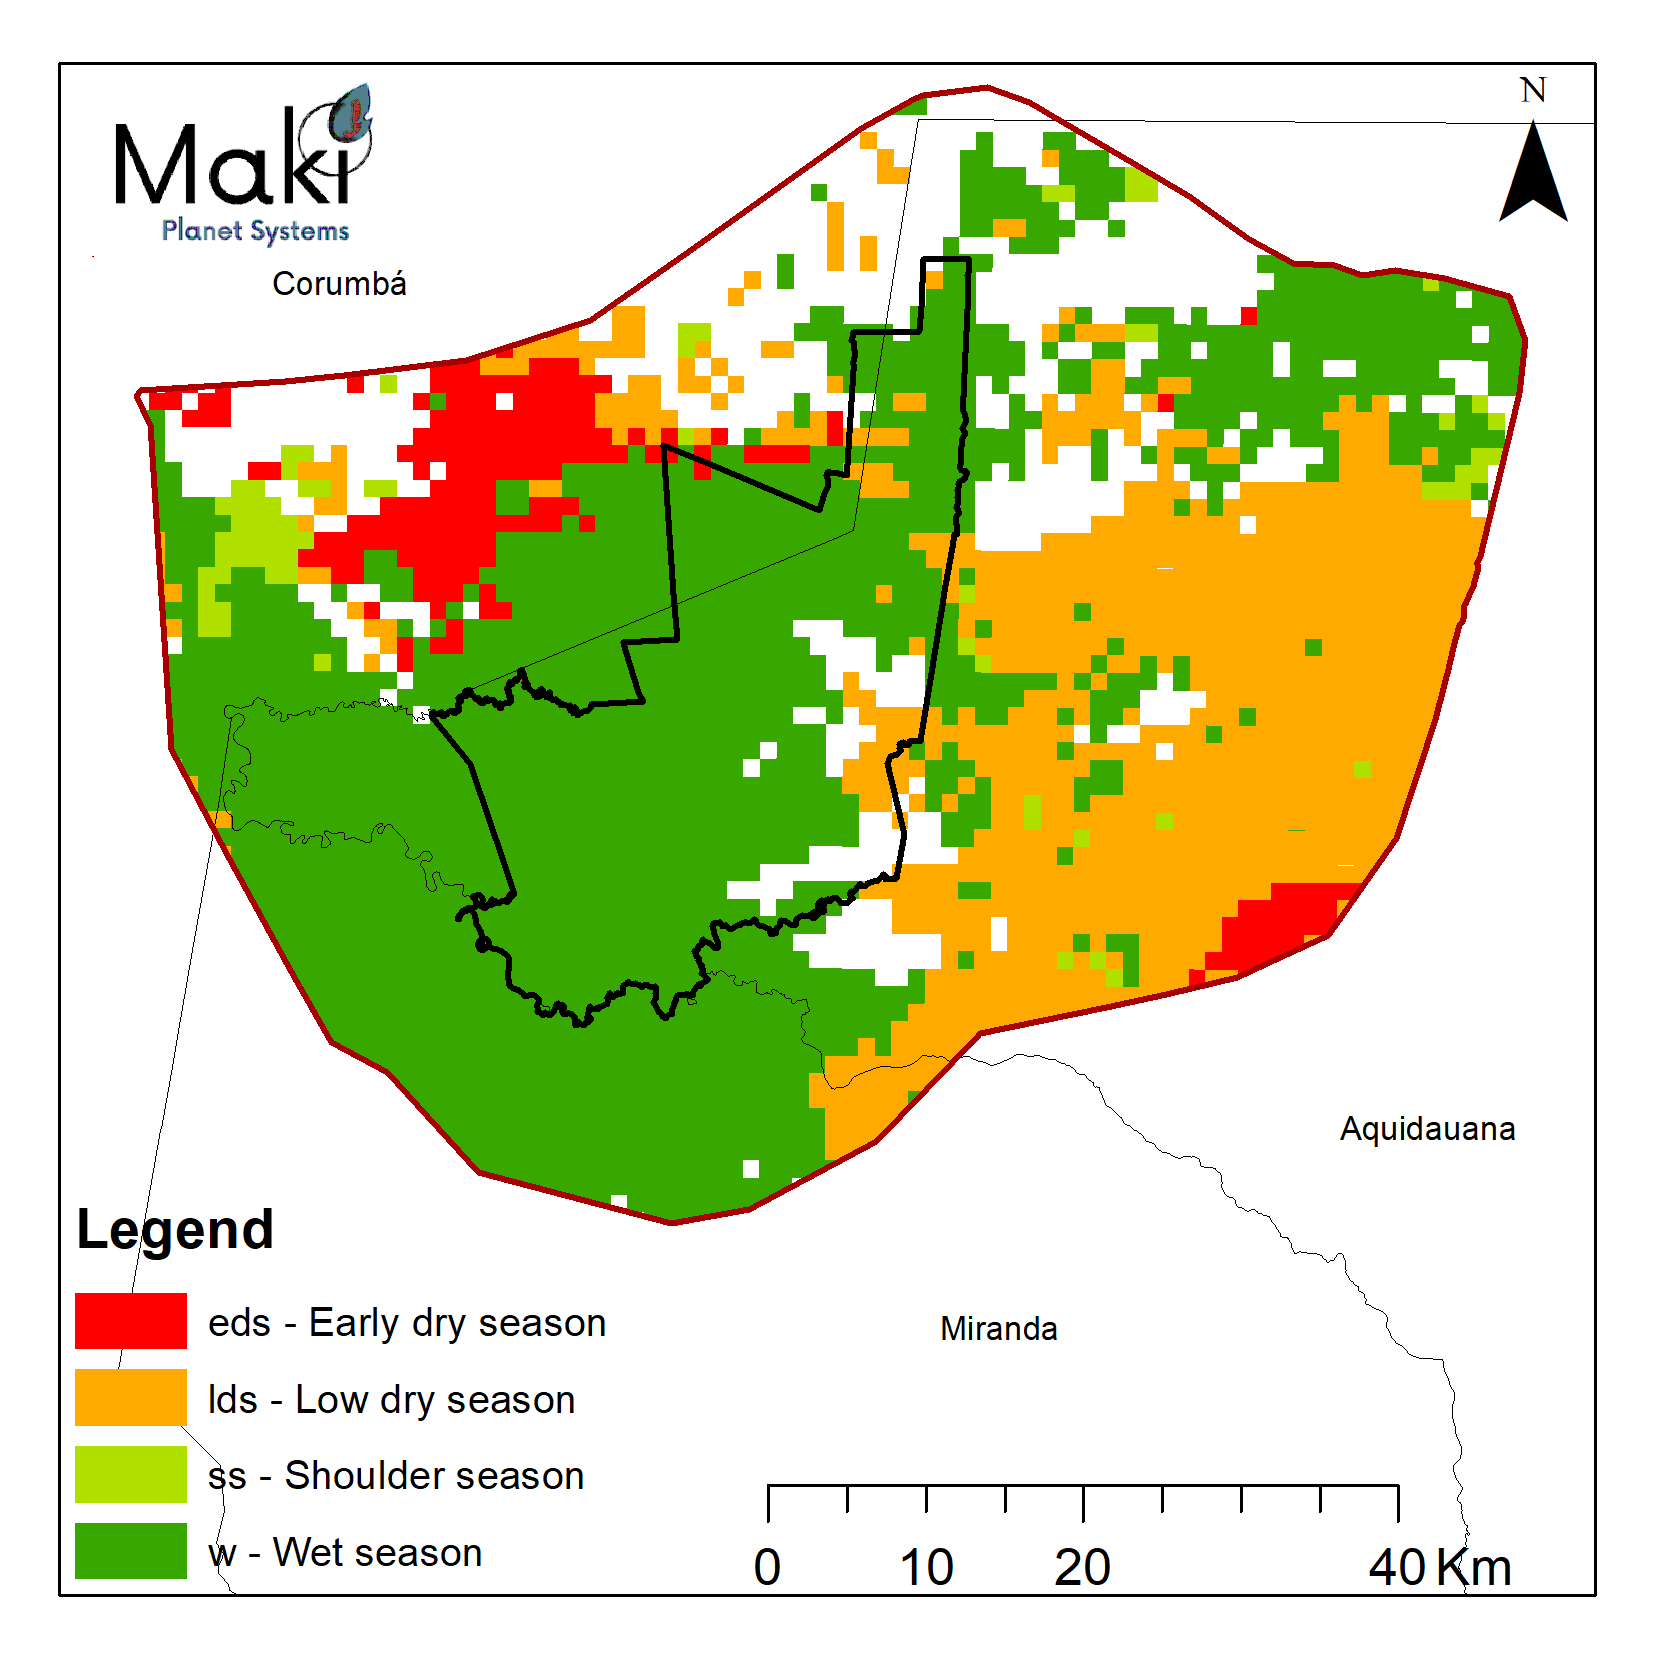 N
Maki
Planet Systems
Corumbá
Aquidauana
Miranda
Legend
eds - Early dry season
lds - Low dry season
ss - Shoulder season
w - Wet season
0 10 20 40 Km